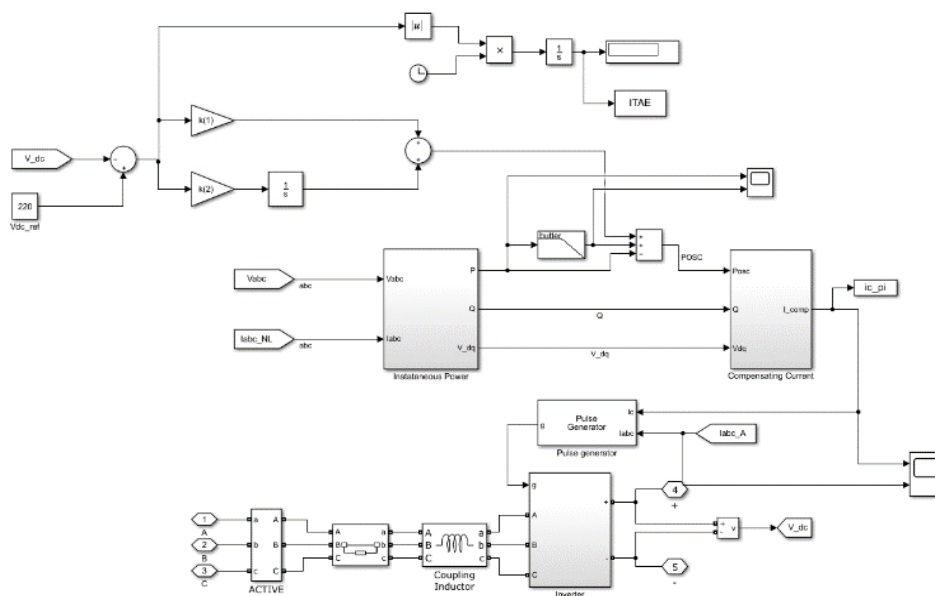 |u|
×
1
s
ITAE
k(1)
V_dc
k(2)
1
s
220
Vdc_ref
butter
POSC
Vabc
abc
Vabc
P
Posc
ic_pi
Q
Q
I_comp
Iabc_NL
abc
Iabc
V_dq
V_dq
Vdq
Instataneous Power
Compensating Current
g
Pulse
Generator
Ic
Iabc
Iabc_A
Pulse generator
g
4
+
+
1
a
A
A
a
A
a
A
+
-
v
V_dc
A
2
b
B
B
b
B
b
B
-
B
3
c
C
C
c
C
c
C
5
-
C
ACTIVE
Coupling
Inductor
Inverter